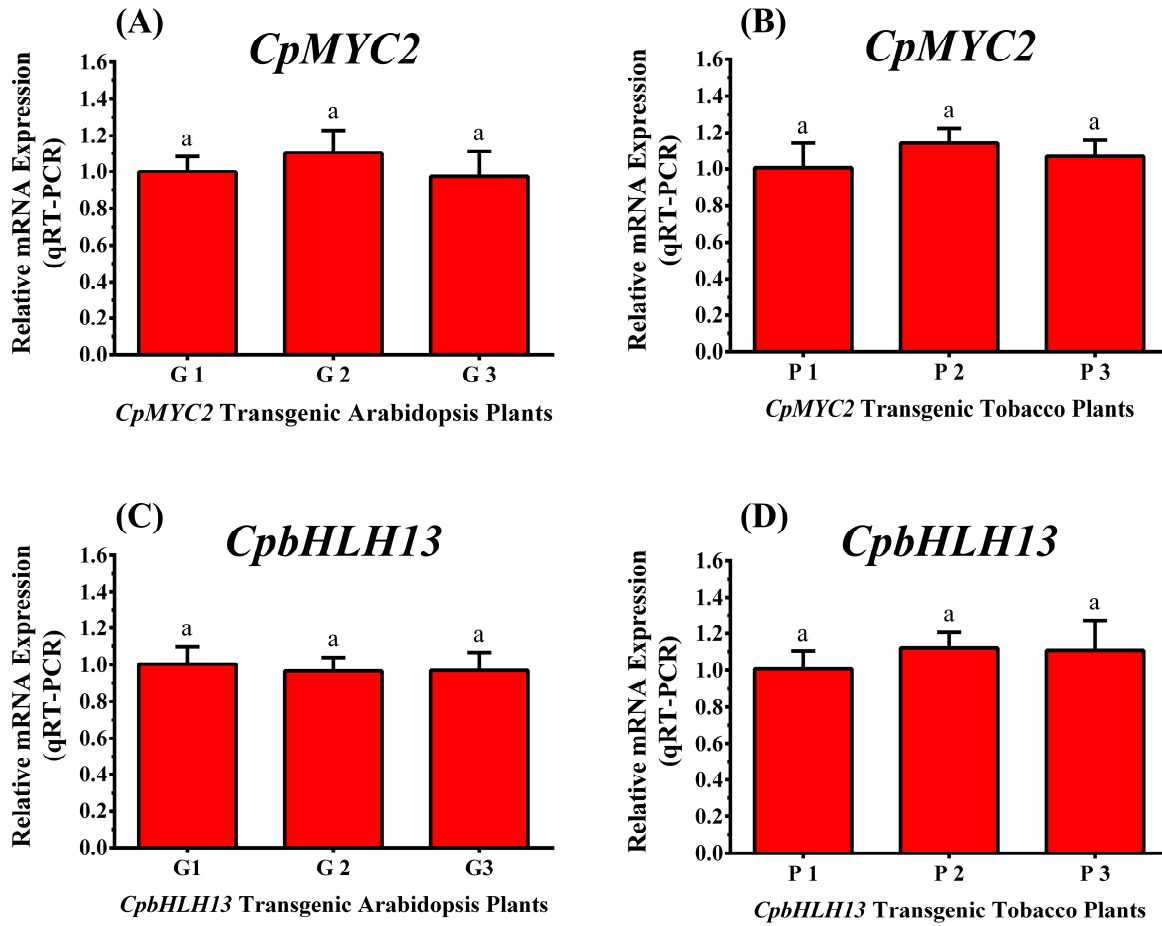 (A)
CpMYC2
Relative mRNA Expression
(qRT-PCR)
1.6
1.4
1.2
1.0
0.8
0.6
0.4
0.2
0.0
a
a
a
G 1
G 2
G 3
CpMYC2 Transgenic Arabidopsis Plants
(B)
CpMYC2
Relative mRNA Expression
(qRT-PCR)
1.6
1.4
1.2
1.0
0.8
0.6
0.4
0.2
0.0
a
a
a
P 1
P 2
P 3
CpMYC2 Transgenic Tobacco Plants
(C)
CpbHLH13
Relative mRNA Expression
(qRT-PCR)
1.6
1.4
1.2
1.0
0.8
0.6
0.4
0.2
0.0
a
a
a
G1
G 2
G3
CpbHLH13 Transgenic Arabidopsis Plants
(D)
CpbHLH13
Relative mRNA Expression
(qRT-PCR)
1.6
1.4
1.2
1.0
0.8
0.6
0.4
0.2
0.0
a
a
a
P 1
P 2
P 3
CpbHLH13 Transgenic Tobacco Plants